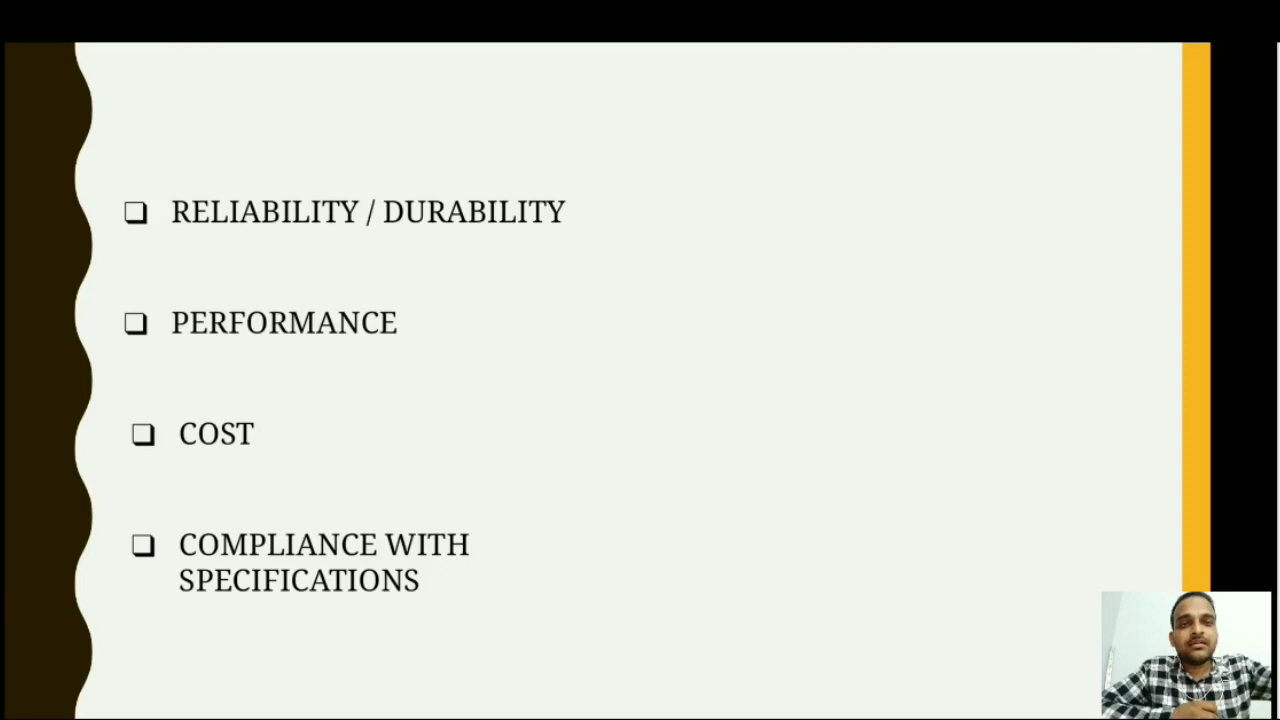 ❑ RELIABILITY / DURABILITY
❑ PERFORMANCE
❑ COST
❑ COMPLIANCE WITH
SPECIFICATIONS